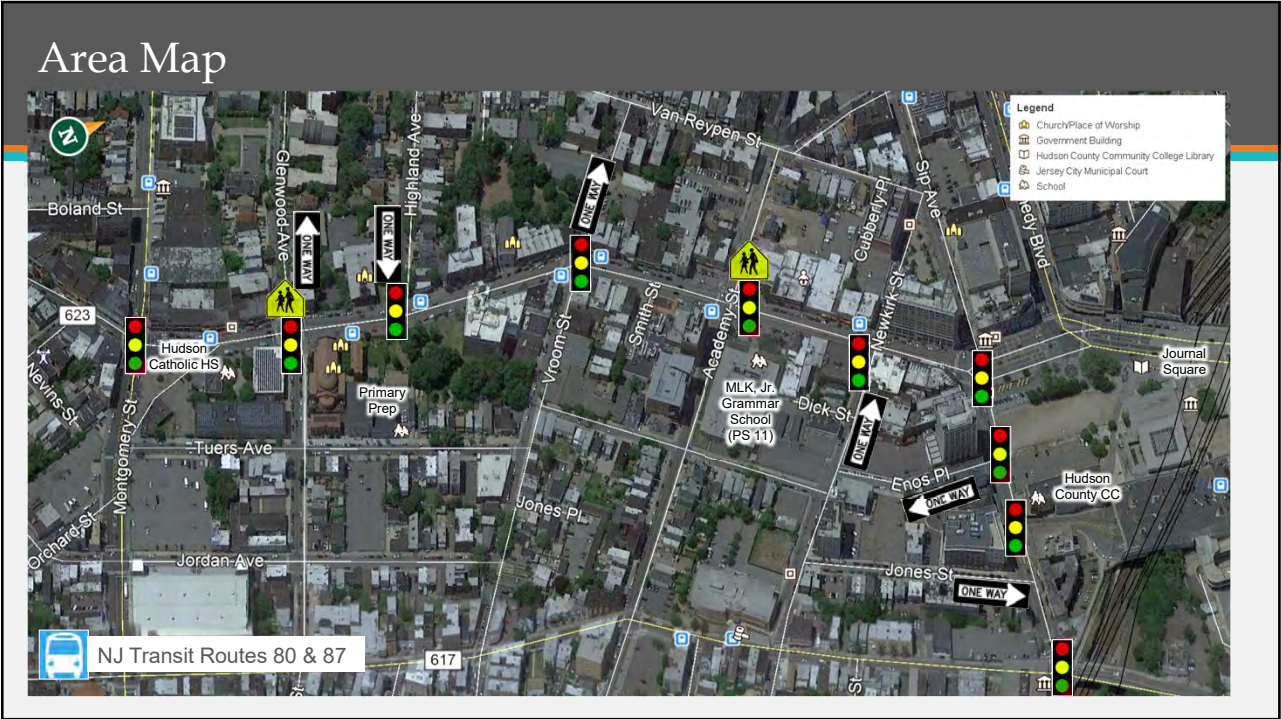 Area Map
N
Legend
Church/Place of Worship
Government Building
Hudson County Community College Library
Jersey City Municipal Court
School
Van Reypen St
Glenwood Ave
Highland Ave
Boland St
ONE WAY
ONE WAY
ONE WAY
Cubberly Pl
Sip Ave
nedy Blvd
623
Hudson
Catholic HS
Nevins St
Montgomery St
Primary
Prep
Vroom St
Smith St
Academy St
Newkirk St
MLK, Jr.
Grammar
School
(PS 11)
Dick St
ONE WAY
Journal
Square
Tuers Ave
Enos Pl
ONE WAY
Hudson
County CC
Orchard St
Jones Pl
Jordan Ave
Jones St
ONE WAY
NJ Transit Routes 80 & 87
617
St
St